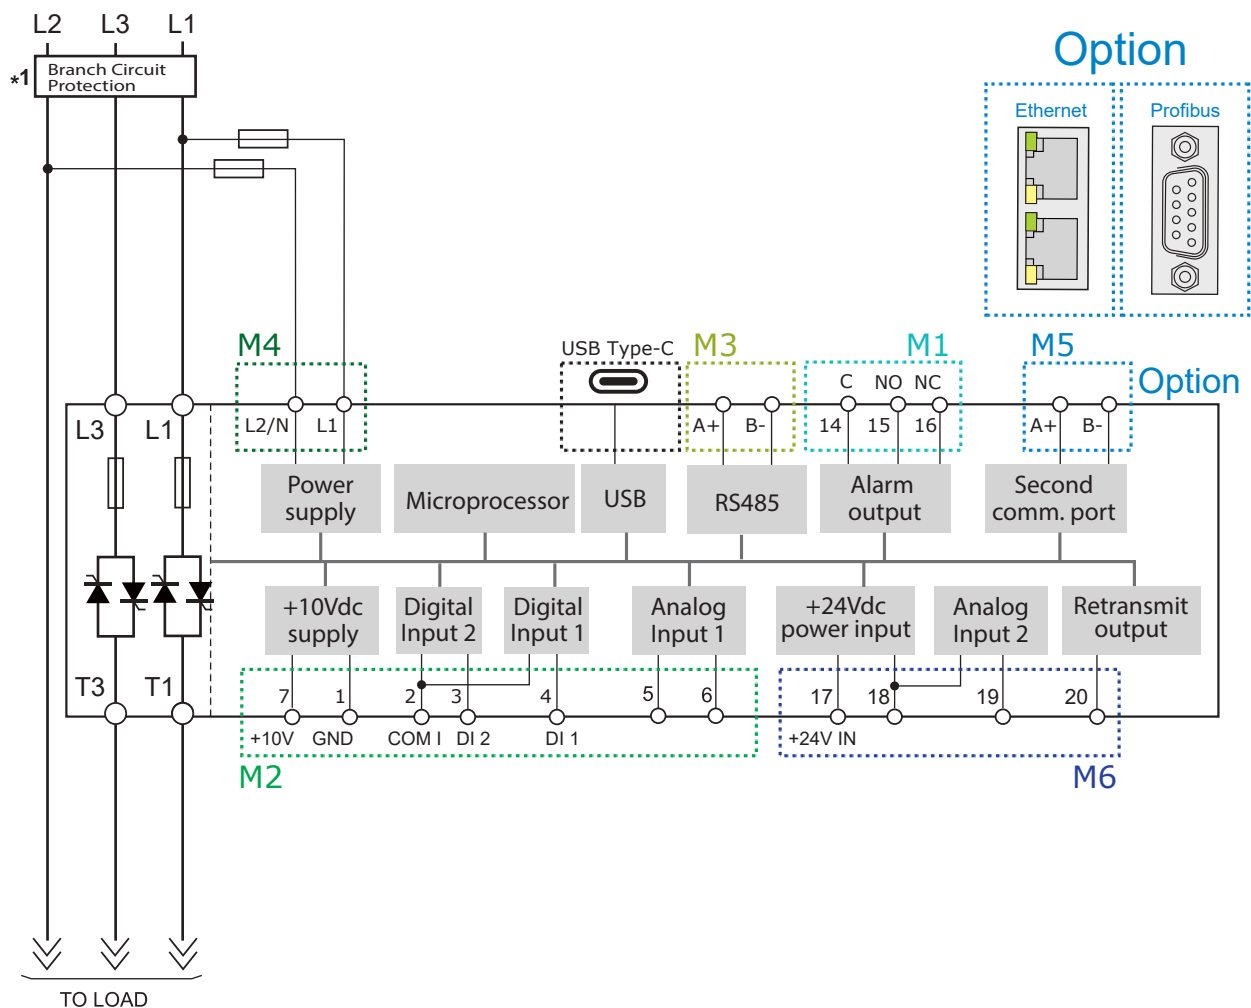 L2 L3 L1
*1 Branch Circuit
Protection
Option
Ethernet Profibus
M4 USB Type-C M3 M1 M5
Option
C NO NC
L3 L1 L2/N L1 A+ B- 14 15 16 A+ B-
Power
supply
Microprocessor
USB
RS485
Alarm
output
Second
comm. port
+10Vdc
supply
Digital
Input 2
Digital
Input 1
Analog
Input 1
+24Vdc
power input
Analog
Input 2
Retransmit
output
T3 T1 7 1 2 3 4 5 6 17 18 19 20
+10V GND COM I DI 2 DI 1 +24V IN
M2 M6
TO LOAD